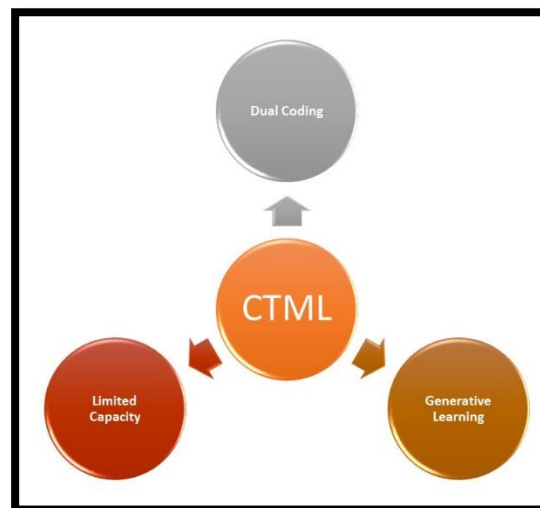 Dual Coding
CTML
Limited
Capacity
Generative
Learning